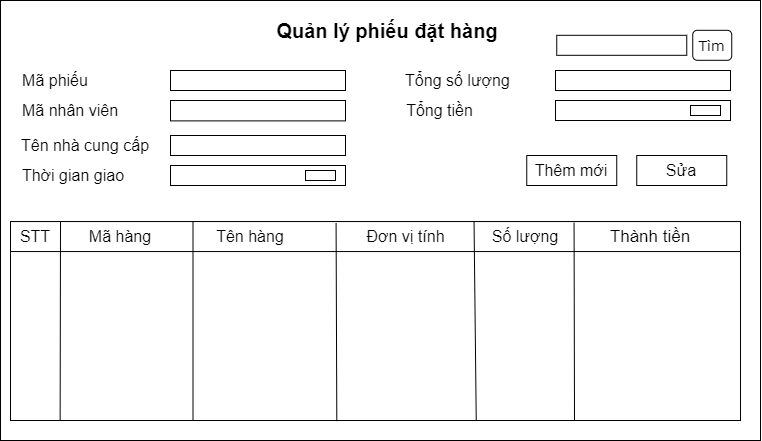 Quản lý phiếu đặt hàng
Tìm
Mã phiếu
Tổng số lượng
Mã nhân viên
Tổng tiền
Tên nhà cung cấp
Thời gian giao
Thêm mới
Sửa
STT Mã hàng Tên hàng Đơn vị tính Số lượng Thành tiền